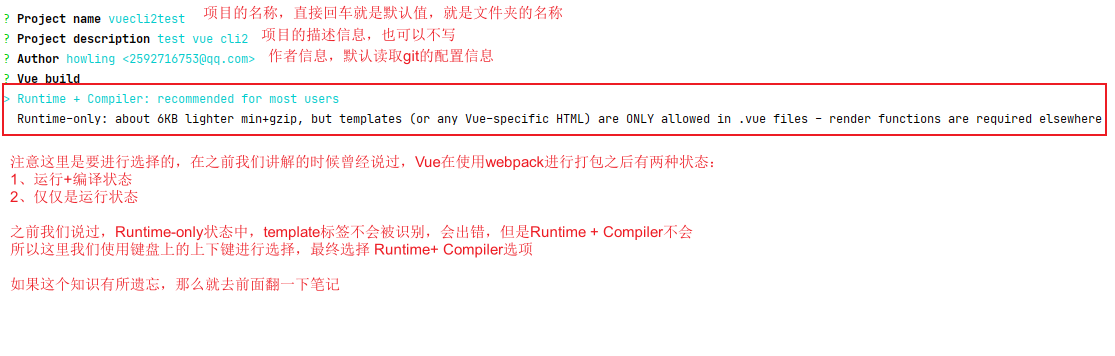 ? Project name vuecli2test 项目的名称，直接回车就是默认值，就是文件夹的名称
? Project description test vue cli2 项目的描述信息，也可以不写
? Author howling <2592716753@qq.com> 作者信息，默认读取git的配置信息
? Vue build
> Runtime + Compiler: recommended for most users
Runtime-only: about 6KB lighter min+gzip, but templates (or any Vue-specific HTML) are ONLY allowed in .vue files - render functions are required elsewhere
注意这里是要进行选择的，在之前我们讲解的时候曾经说过，Vue在使用webpack进行打包之后有两种状态：
1、运行+编译状态
2、仅仅是运行状态
之前我们说过，Runtime-only状态中，template标签不会被识别，会出错，但是Runtime + Compiler不会
所以这里我们使用键盘上的上下键进行选择，最终选择 Runtime+ Compiler选项
如果这个知识有所遗忘，那么就去前面翻一下笔记